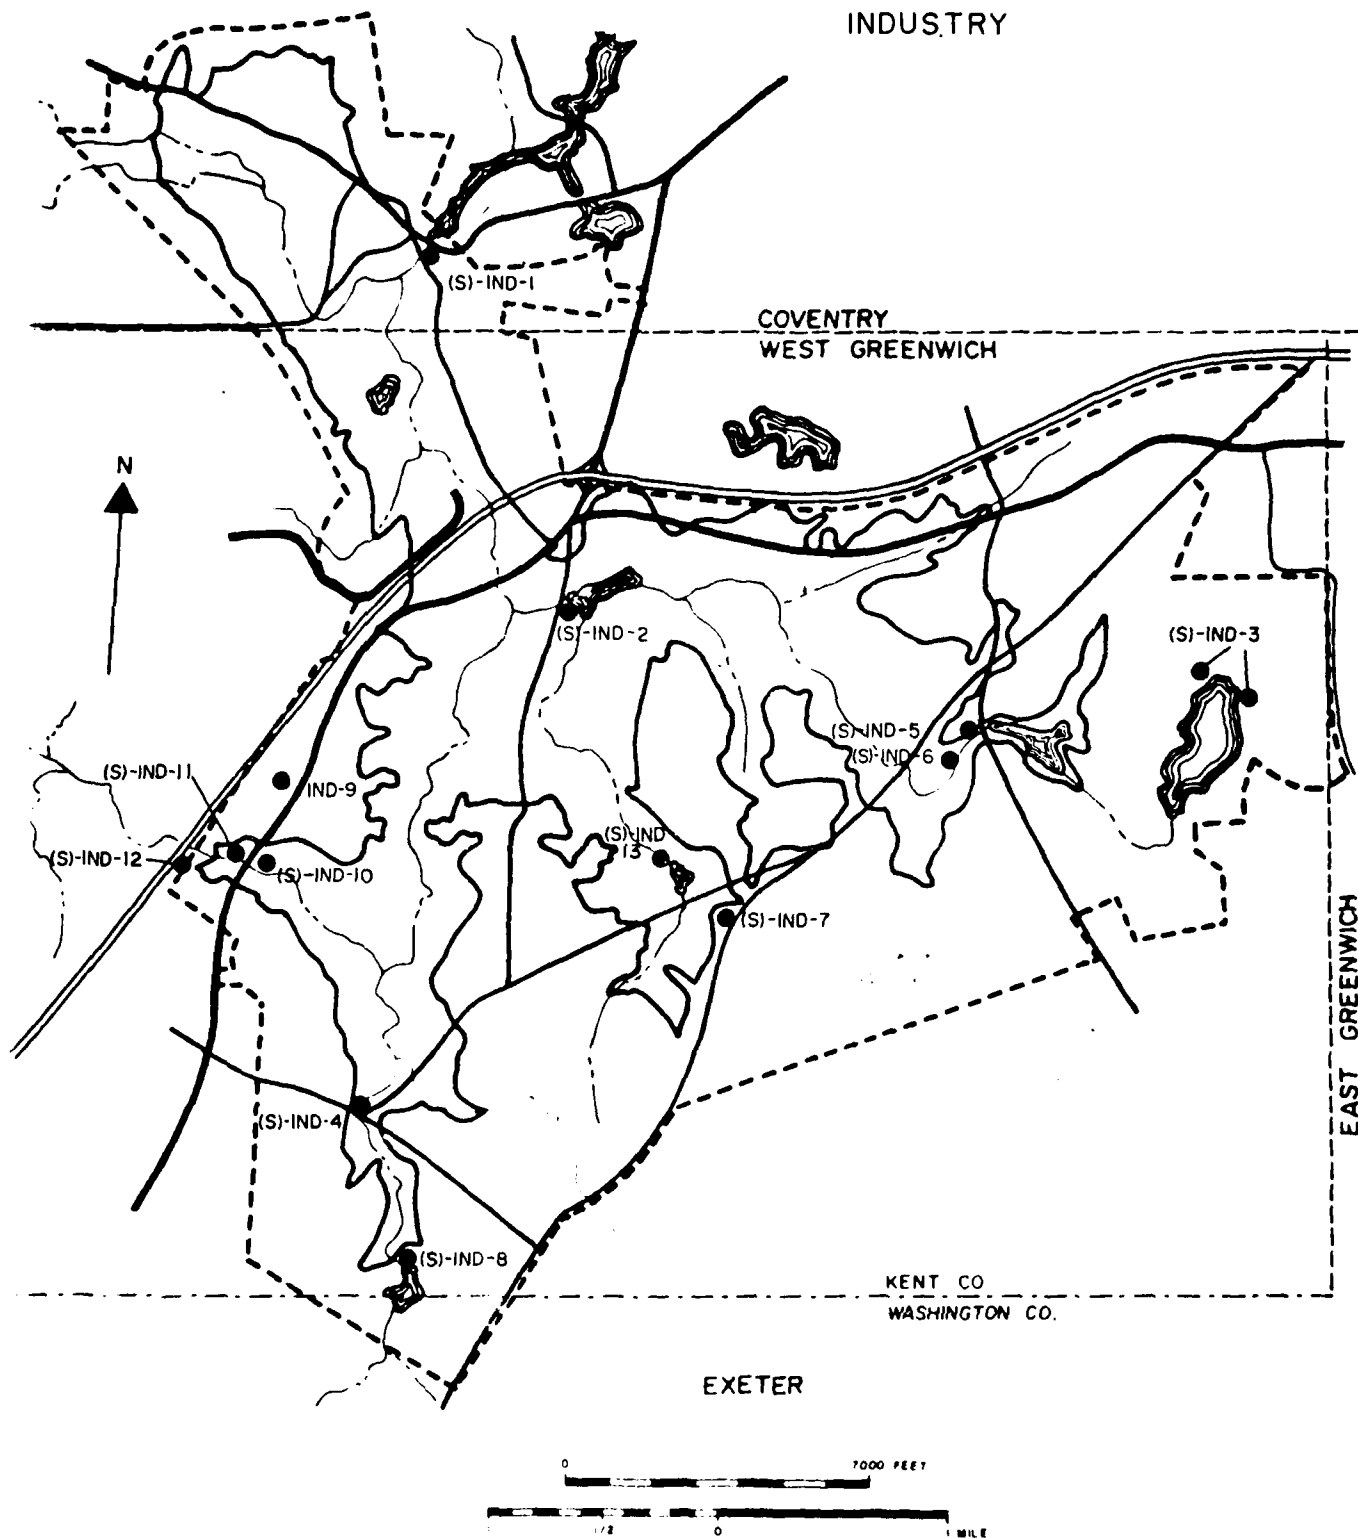 INDUSTRY
(S)-IND-1
COVENTRY
WEST GREENWICH
N
(S)-IND-2
(S)-IND-3
(S)-IND-5
(S)-IND-6
(S)-IND-11
IND-9
(S)-IND
13
(S)-IND-12
(S)-IND-10
(S)-IND-7
EAST GREENWICH
(S)-IND-4
(S)-IND-8
KENT CO
WASHINGTON CO.
EXETER
0 7000 FEET
1 1/2 0 1 MILE